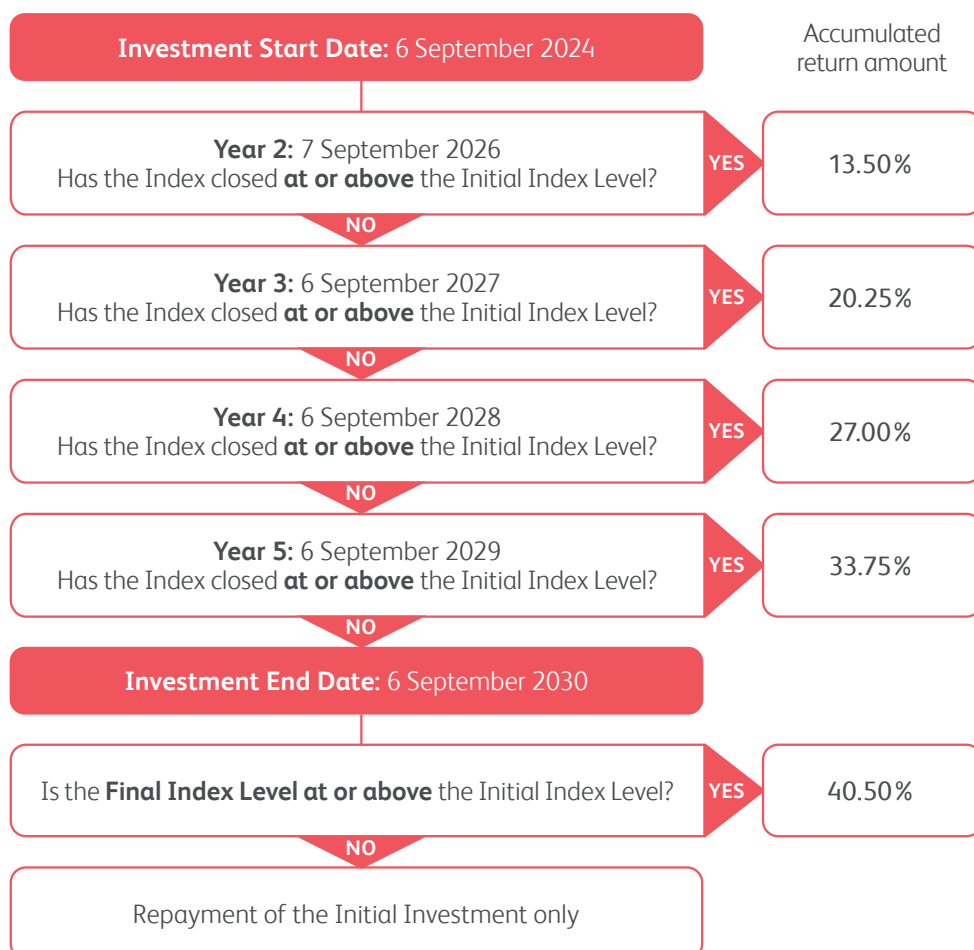 Investment Start Date: 6 September 2024
Accumulated
return amount
Year 2: 7 September 2026
Has the Index closed at or above the Initial Index Level?
YES
13.50%
NO
Year 3: 6 September 2027
Has the Index closed at or above the Initial Index Level?
YES
20.25%
NO
Year 4: 6 September 2028
Has the Index closed at or above the Initial Index Level?
YES
27.00%
NO
Year 5: 6 September 2029
Has the Index closed at or above the Initial Index Level?
YES
33.75%
NO
Investment End Date: 6 September 2030
Is the Final Index Level at or above the Initial Index Level?
YES
40.50%
NO
Repayment of the Initial Investment only